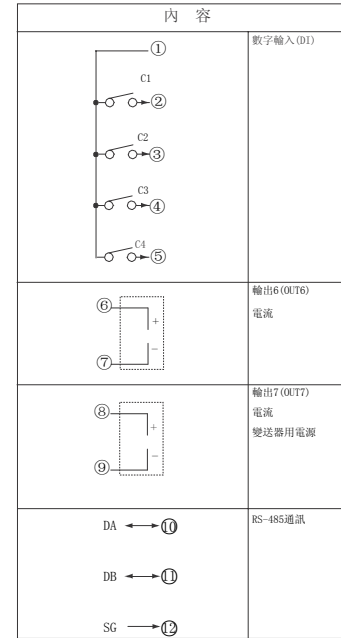 內 容
數字輸入(DI)
①
C1
②
C2
③
C3
④
C4
⑤
輸出6(OUT6)
電流
⑥
+
−
⑦
輸出7(OUT7)
電流
變送器用電源
⑧
+
−
⑨
RS-485通訊
DA ⑩
DB ⑪
SG ⑫